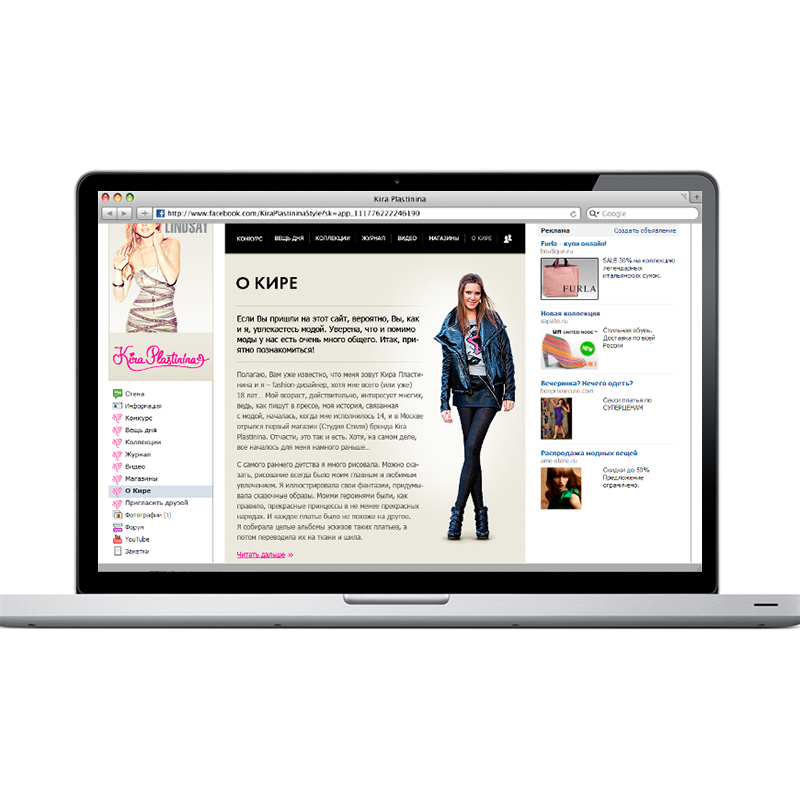 Kira Plastinina
http://www.facebook.com/KiraPlastininaStyle?sk=app_111776222246190
Google
LINDSAY
Kira Plastinina
Стена
Информация
Конкурс
Вещь дня
Коллекции
Журнал
Видео
Магазины
О Кире
Пригласить друзей
Фотографии (1)
Форум
YouTube
Заметки
КОНКУРС
ВЕЩЬ ДНЯ
КОЛЛЕКЦИИ
ЖУРНАЛ
ВИДЕО
МАГАЗИНЫ
О КИРЕ
О КИРЕ
Если Вы пришли на этот сайт, вероятно, Вы, как
и я, увлекаетесь модой. Уверена, что и помимо
моды у нас есть очень много общего. Итак, при-
ятно познакомиться!
Полагаю, Вам уже известно, что меня зовут Кира Пласти-
нина и я – fashion-дизайнер, хотя мне всего (или уже)
18 лет... Мой возраст, действительно, интересует многих,
ведь, как пишут в прессе, моя история, связанная
с модой, началась, когда мне исполнилось 14, и в Москве
отрылся первый магазин (Студия Стиля) бренда Kira
Plastinina. Отчасти, это так и есть. Хотя, на самом деле,
все началось для меня намного раньше...
С самого раннего детства я много рисовала. Можно ска-
зать, рисование всегда было моим главным и любимым
увлечением. Я иллюстрировала свои фантазии, придумы-
вала сказочные образы. Моими героинями были, как
правило, прекрасные принцессы в не менее прекрасных
нарядах. И каждое платье было не похоже на другое.
Я собирала целые альбомы эскизов таких платьев, а
потом переводила их на ткани и шила.
Читать дальше »
Реклама
Создать объявление
Furla - купи онлайн!
boutique.ru
FURLA
SALE 30% на коллекцию
легендарных
итальянских сумок.
Новая коллекция
sapato.ru
UNITED NUDE
NEW
Стильная обувь.
Доставка по всей
России
Вечеринка? Нечего одеть?
bonprixsecure.com
Секси платья по
СУПЕРЦЕНАМ
Распродажа модных вещей
ame-store.ru
Скидки до 50%
Предложение
ограничено.